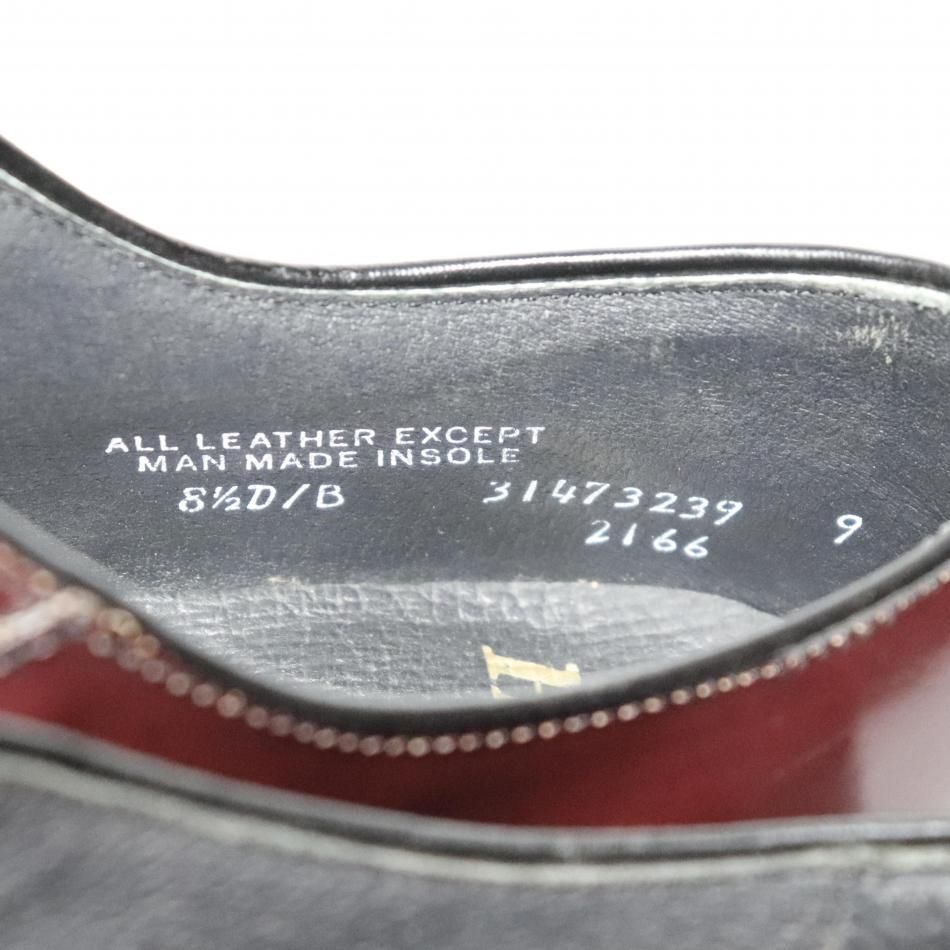 ALL LEATHER EXCEPT
MAN MADE INSOLE
8½D/B 31473239 9
2166